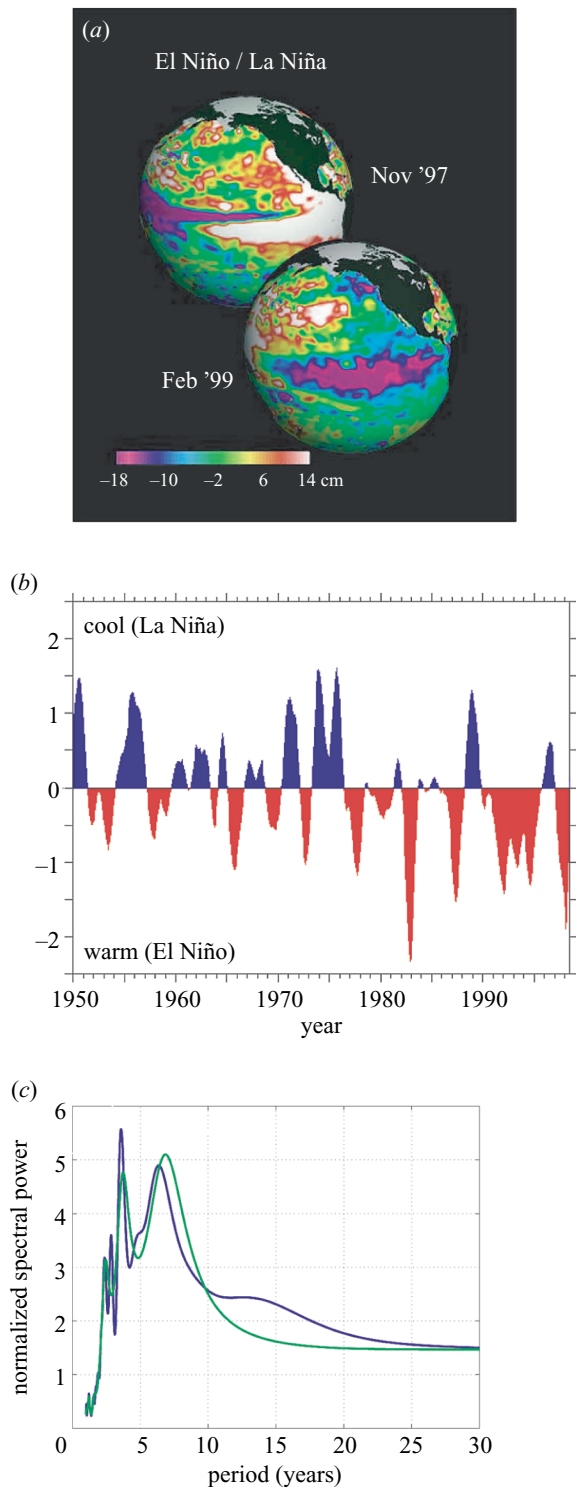 (a)
El Niño / La Niña
Nov '97
Feb '99
–18 –10 –2 6 14 cm
(b)
2
1
0
–1
–2
cool (La Niña)
warm (El Niño)
1950 1960 1970 1980 1990
year
(c)
6
5
4
3
2
1
normalized spectral power
0 5 10 15 20 25 30
period (years)